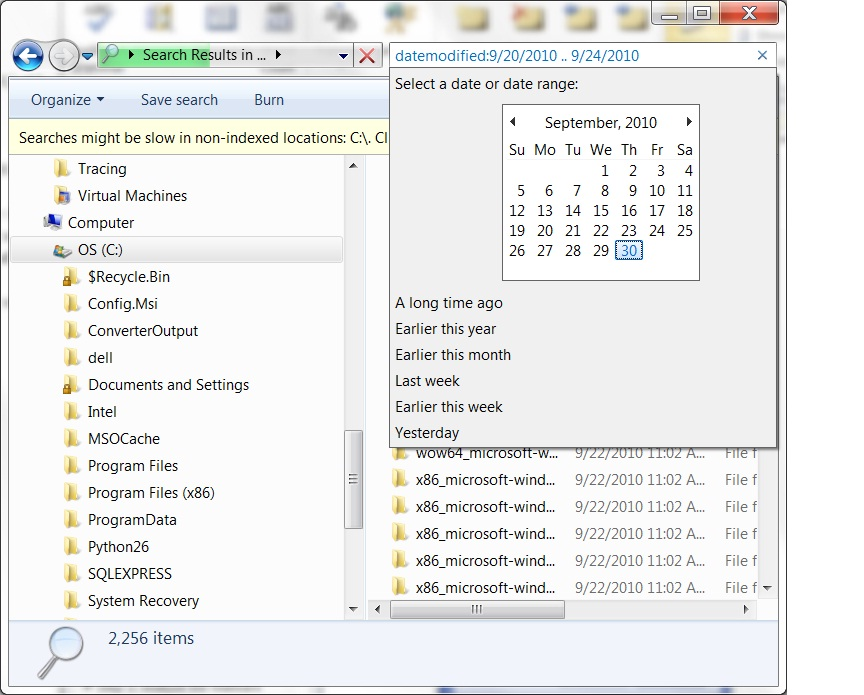 Search Results in ...
datemodified:9/20/2010 .. 9/24/2010
Organize Save search Burn
Select a date or date range:
Searches might be slow in non-indexed locations: C:\. Cl
September, 2010
Su Mo Tu We Th Fr Sa
1 2 3 4
5 6 7 8 9 10 11
12 13 14 15 16 17 18
19 20 21 22 23 24 25
26 27 28 29 30
A long time ago
Earlier this year
Earlier this month
Last week
Earlier this week
Yesterday
Tracing
Virtual Machines
Computer
OS (C:)
$Recycle.Bin
Config.Msi
ConverterOutput
dell
Documents and Settings
Intel
MSOCache
Program Files
Program Files (x86)
ProgramData
Python26
SQLEXPRESS
System Recovery
wow64_microsoft-w... 9/22/2010 11:02 A... File f
x86_microsoft-wind... 9/22/2010 11:02 A... File f
x86_microsoft-wind... 9/22/2010 11:02 A... File f
x86_microsoft-wind... 9/22/2010 11:02 A... File f
x86_microsoft-wind... 9/22/2010 11:02 A... File f
x86_microsoft-wind... 9/22/2010 11:02 A... File f
2,256 items